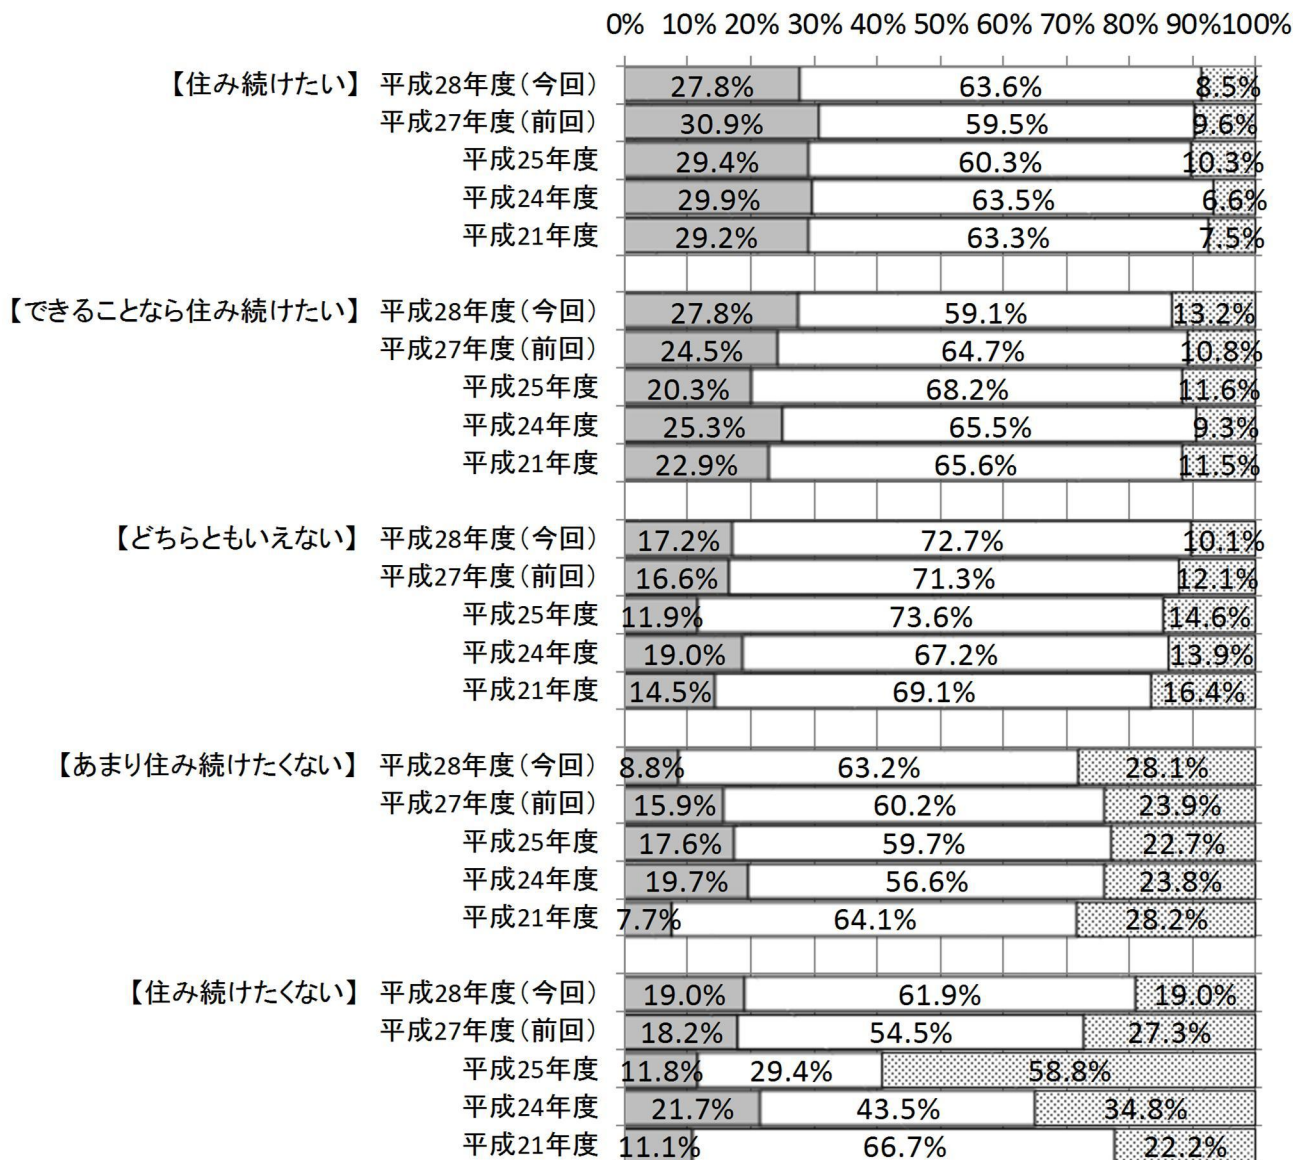 0% 10% 20% 30% 40% 50% 60% 70% 80% 90%100%
【住み続けたい】 平成28年度(今回) 27.8% 63.6% 8.5%
平成27年度(前回) 30.9% 59.5% 9.6%
平成25年度 29.4% 60.3% 10.3%
平成24年度 29.9% 63.5% 6.6%
平成21年度 29.2% 63.3% 7.5%
【できることなら住み続けたい】 平成28年度(今回) 27.8% 59.1% 13.2%
平成27年度(前回) 24.5% 64.7% 10.8%
平成25年度 20.3% 68.2% 11.6%
平成24年度 25.3% 65.5% 9.3%
平成21年度 22.9% 65.6% 11.5%
【どちらともいえない】 平成28年度(今回) 17.2% 72.7% 10.1%
平成27年度(前回) 16.6% 71.3% 12.1%
平成25年度 11.9% 73.6% 14.6%
平成24年度 19.0% 67.2% 13.9%
平成21年度 14.5% 69.1% 16.4%
【あまり住み続けたくない】 平成28年度(今回) 8.8% 63.2% 28.1%
平成27年度(前回) 15.9% 60.2% 23.9%
平成25年度 17.6% 59.7% 22.7%
平成24年度 19.7% 56.6% 23.8%
平成21年度 7.7% 64.1% 28.2%
【住み続けたくない】 平成28年度(今回) 19.0% 61.9% 19.0%
平成27年度(前回) 18.2% 54.5% 27.3%
平成25年度 11.8% 29.4% 58.8%
平成24年度 21.7% 43.5% 34.8%
平成21年度 11.1% 66.7% 22.2%